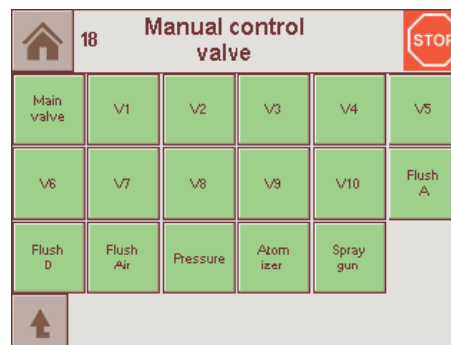 18
Manual control
valve
STOP
Main
valve
V1
V2
V3
V4
V5
V6
V7
V8
V9
V10
Flush
A
Flush
D
Flush
Air
Pressure
Atom
izer
Spray
gun